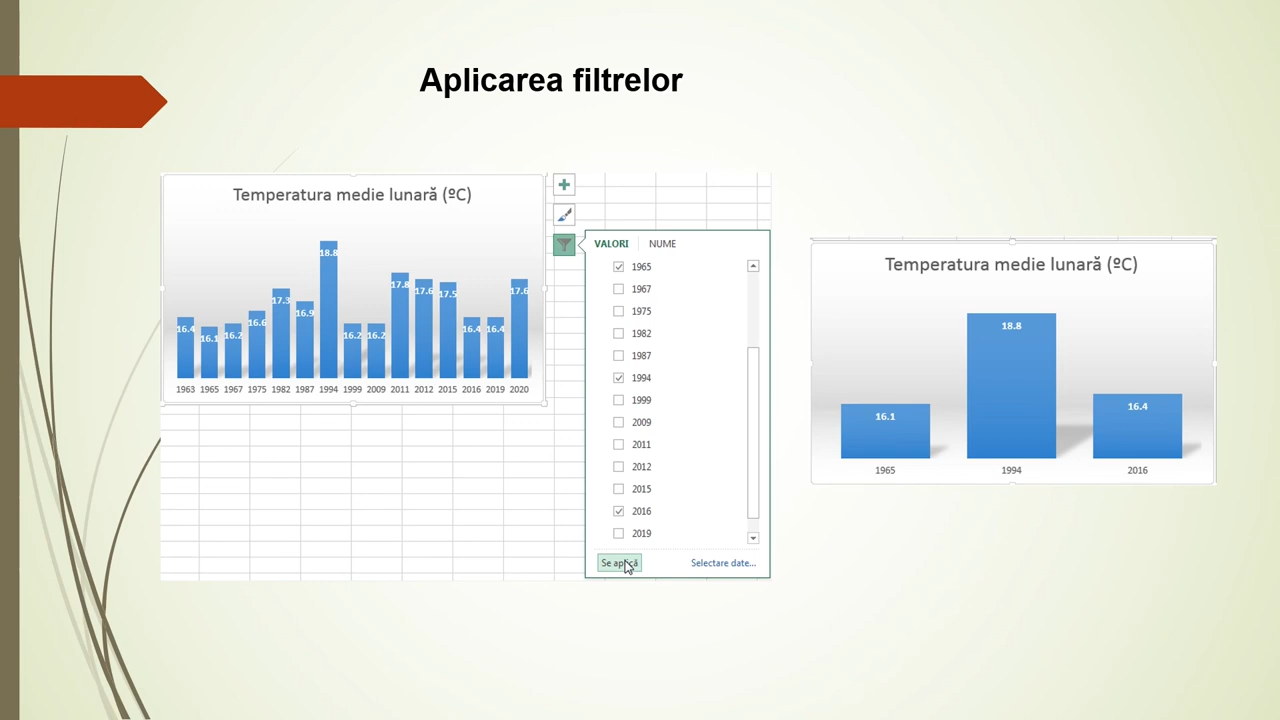 Aplicarea filtrelor
Temperatura medie lunară (ºC)
16.4 16.1 16.2 16.6 17.3 16.9 18.8 16.2 16.2 17.8 17.6 17.5 16.4 16.4 17.6
1963 1965 1967 1975 1982 1987 1994 1999 2009 2011 2012 2015 2016 2019 2020
VALORI NUME
1965
1967
1975
1982
1987
1994
1999
2009
2011
2012
2015
2016
2019
Se aplică Selectare date...
Temperatura medie lunară (ºC)
16.1 18.8 16.4
1965 1994 2016